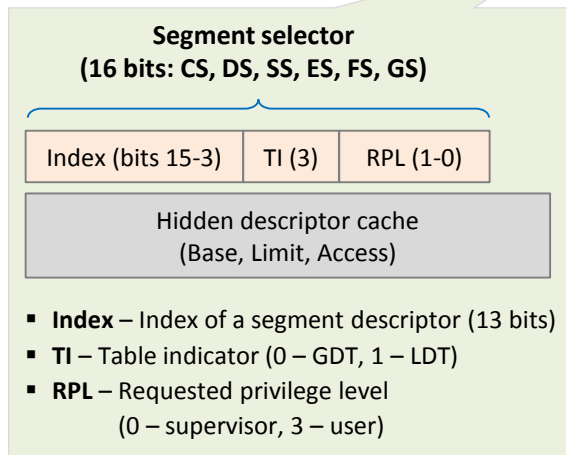 Segment selector
(16 bits: CS, DS, SS, ES, FS, GS)
Index (bits 15-3) TI (3) RPL (1-0)
Hidden descriptor cache
(Base, Limit, Access)
▪ Index – Index of a segment descriptor (13 bits)
▪ TI – Table indicator (0 – GDT, 1 – LDT)
▪ RPL – Requested privilege level
(0 – supervisor, 3 – user)